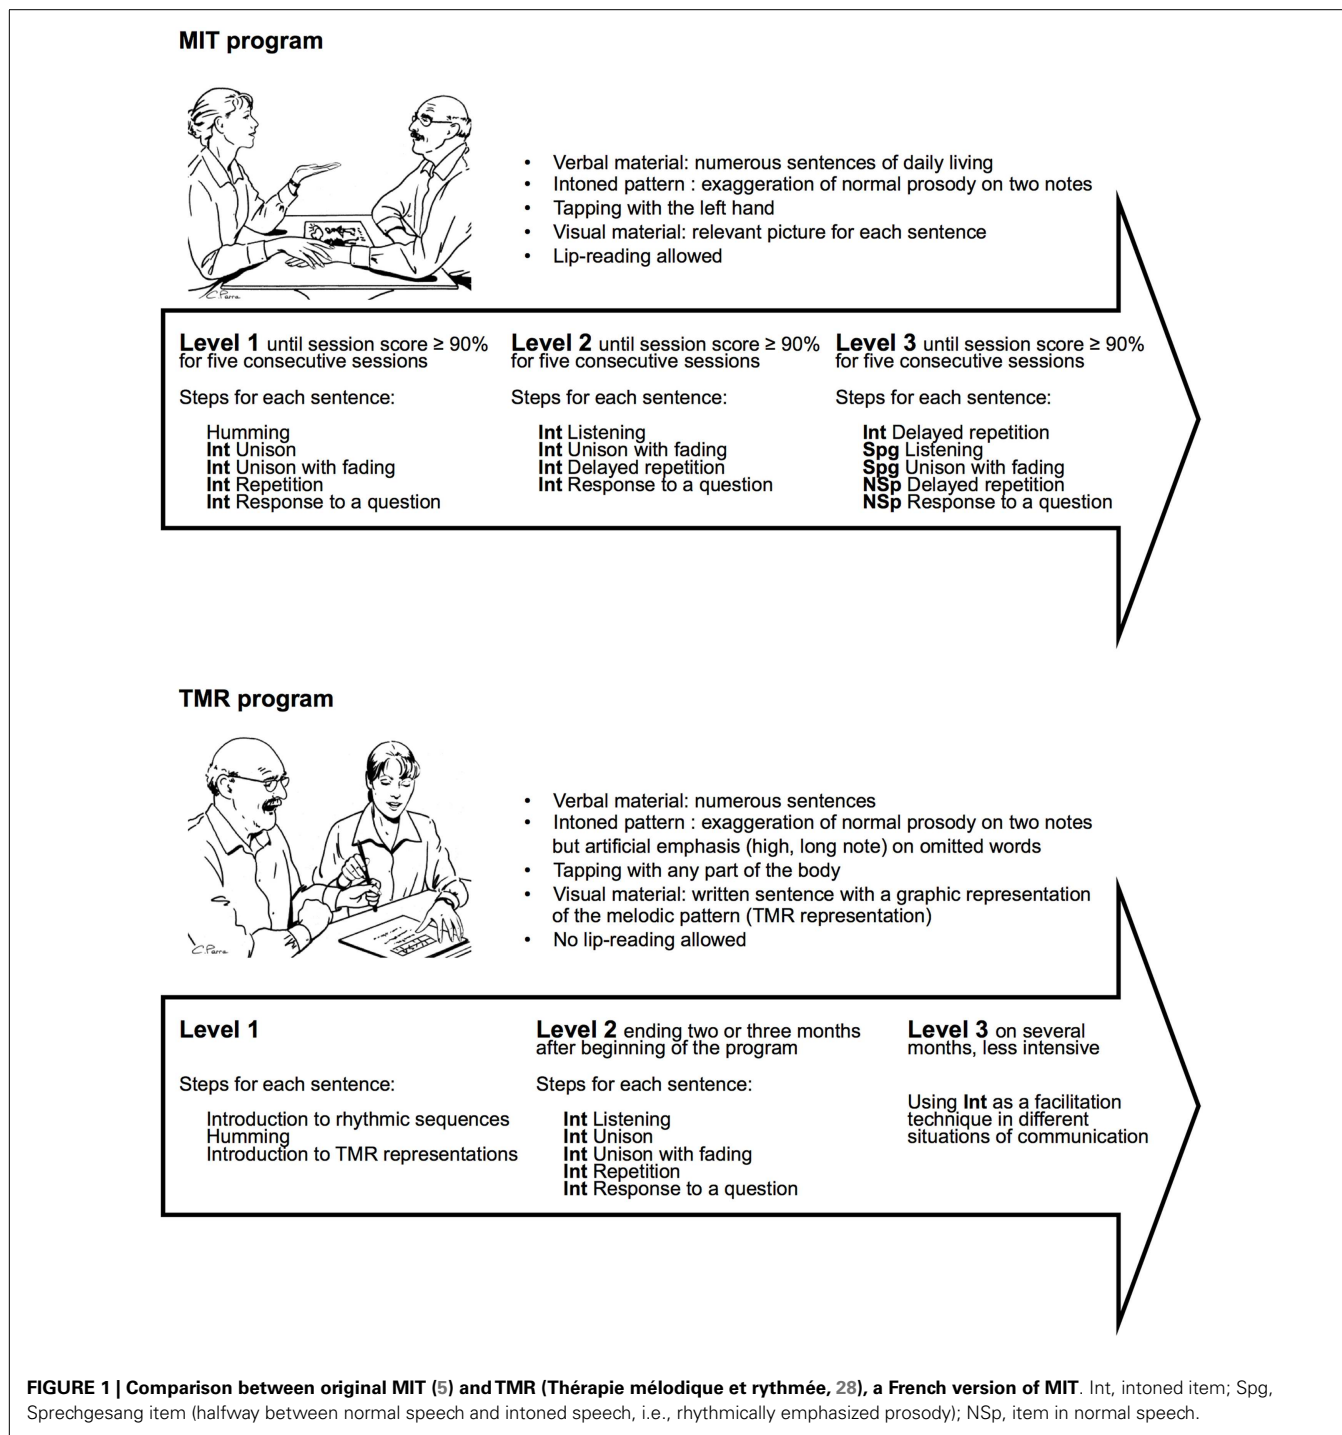 MIT program
C. Parra
• Verbal material: numerous sentences of daily living
• Intoned pattern : exaggeration of normal prosody on two notes
• Tapping with the left hand
• Visual material: relevant picture for each sentence
• Lip-reading allowed
Level 1 until session score ≥ 90%
for five consecutive sessions
Steps for each sentence:
Humming
Int Unison
Int Unison with fading
Int Repetition
Int Response to a question
Level 2 until session score ≥ 90%
for five consecutive sessions
Steps for each sentence:
Int Listening
Int Unison with fading
Int Delayed repetition
Int Response to a question
Level 3 until session score ≥ 90%
for five consecutive sessions
Steps for each sentence:
Int Delayed repetition
Spg Listening
Spg Unison with fading
NSp Delayed repetition
NSp Response to a question
TMR program
C. Parra
• Verbal material: numerous sentences
• Intoned pattern : exaggeration of normal prosody on two notes
but artificial emphasis (high, long note) on omitted words
• Tapping with any part of the body
• Visual material: written sentence with a graphic representation
of the melodic pattern (TMR representation)
• No lip-reading allowed
Level 1
Steps for each sentence:
Introduction to rhythmic sequences
Humming
Introduction to TMR representations
Level 2 ending two or three months
after beginning of the program
Steps for each sentence:
Int Listening
Int Unison
Int Unison with fading
Int Repetition
Int Response to a question
Level 3 on several
months, less intensive
Using Int as a facilitation
technique in different
situations of communication
FIGURE 1 | Comparison between original MIT (5) and TMR (Thérapie mélodique et rythmée, 28), a French version of MIT. Int, intoned item; Spg,
Sprechgesang item (halfway between normal speech and intoned speech, i.e., rhythmically emphasized prosody); NSp, item in normal speech.